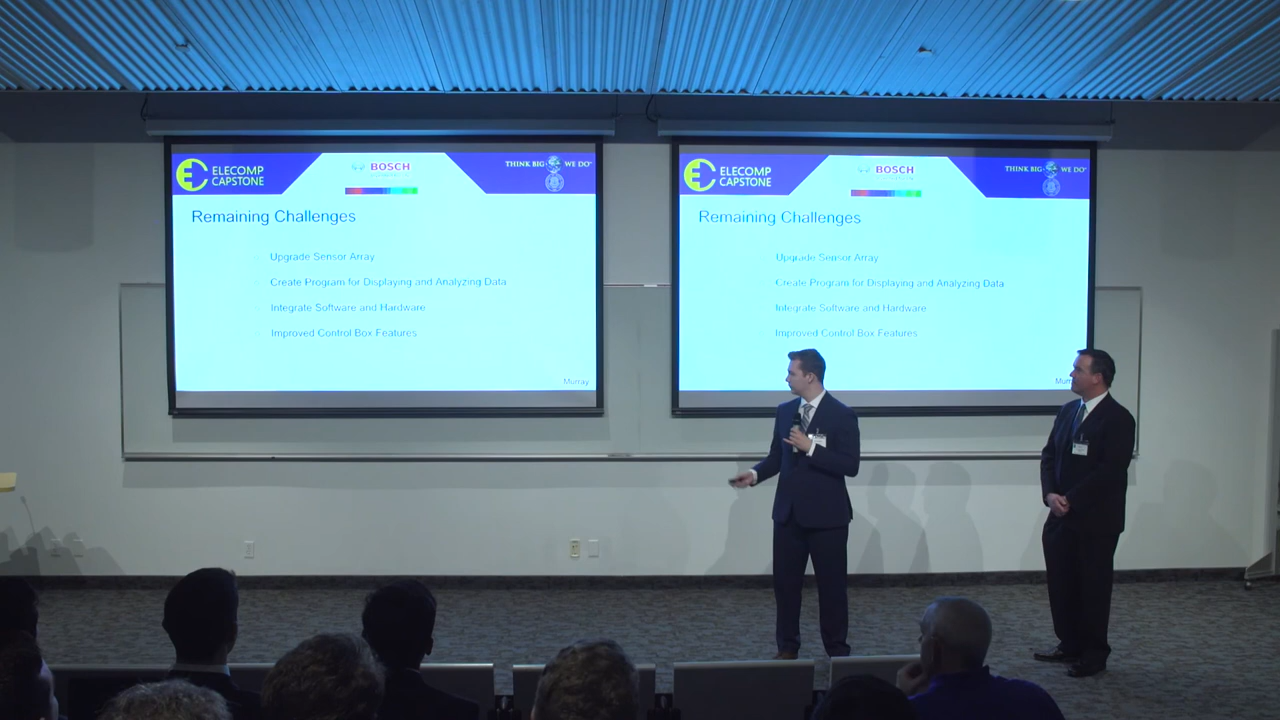 ELECOMP
CAPSTONE
BOSCH
THINK BIG WE DO
Remaining Challenges
Upgrade Sensor Array
Create Program for Displaying and Analyzing Data
Integrate Software and Hardware
Improved Control Box Features
Murray
ELECOMP
CAPSTONE
BOSCH
THINK BIG WE DO
Remaining Challenges
Upgrade Sensor Array
Create Program for Displaying and Analyzing Data
Integrate Software and Hardware
Improved Control Box Features